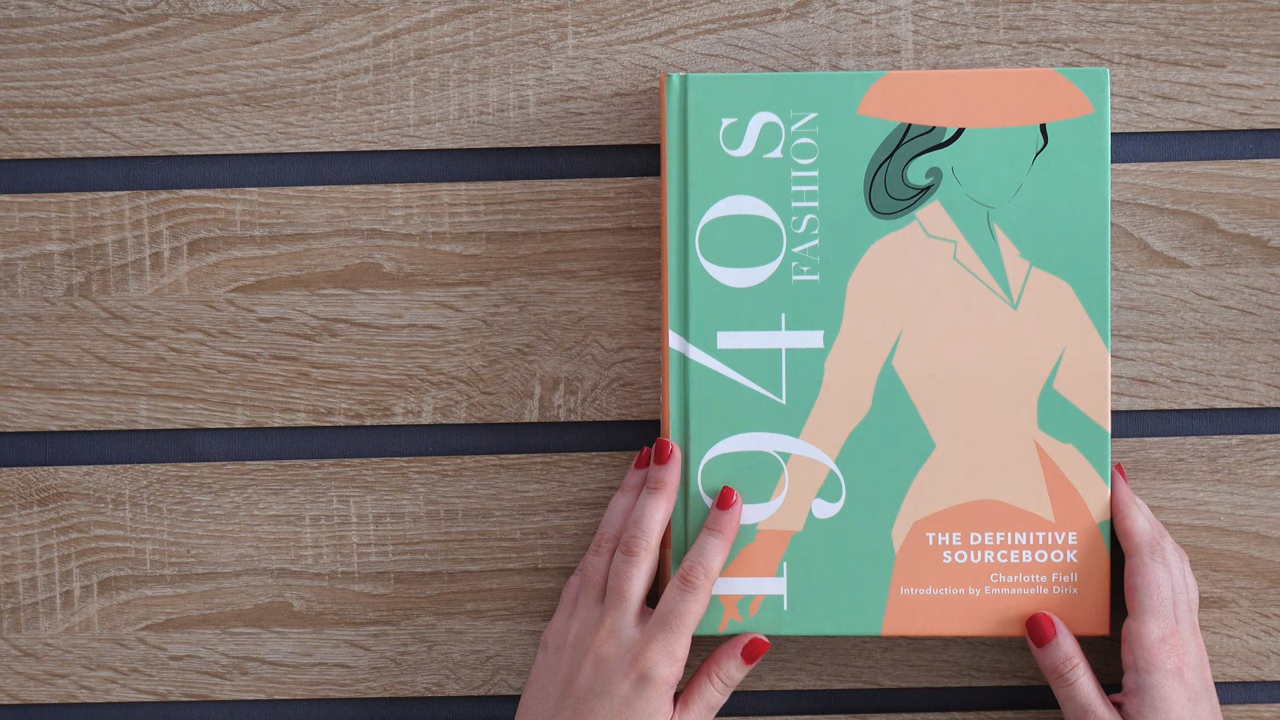 1940s
FASHION
THE DEFINITIVE
SOURCEBOOK
Charlotte Fiell
Introduction by Emmanuelle Dirix